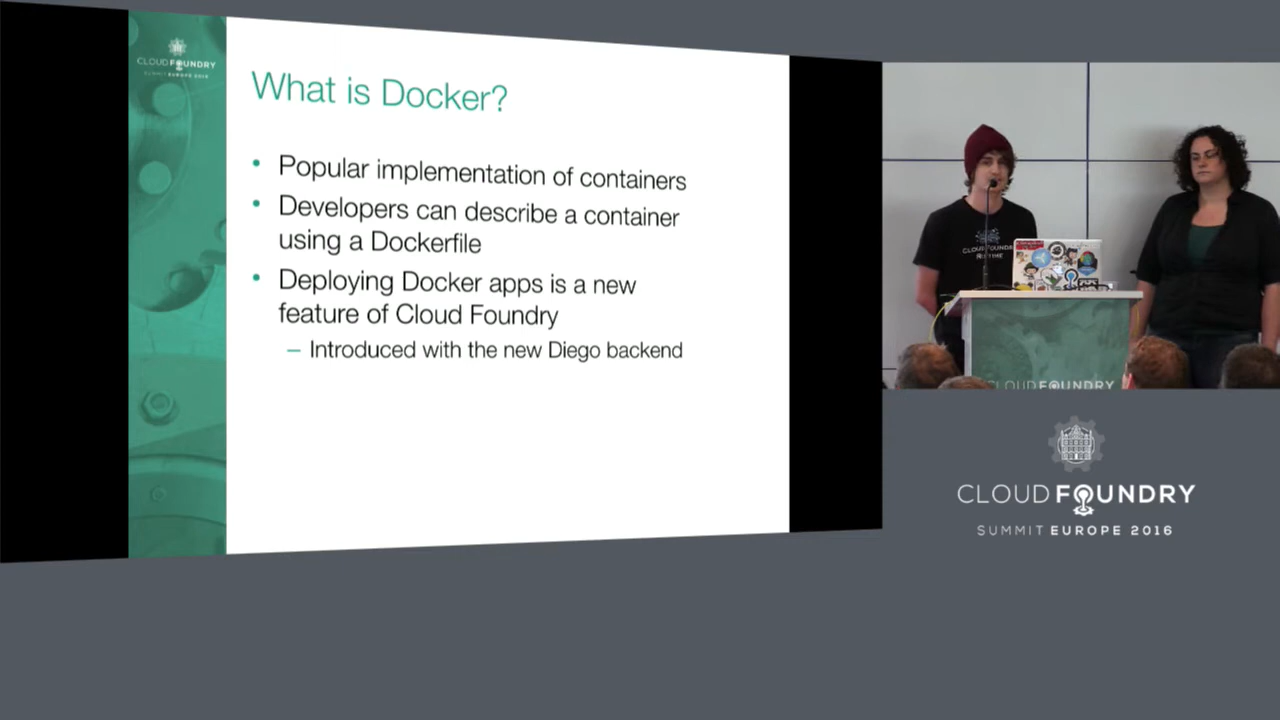 CLOUD FOUNDRY
SUMMIT EUROPE 2016
What is Docker?
• Popular implementation of containers
• Developers can describe a container
using a Dockerfile
• Deploying Docker apps is a new
feature of Cloud Foundry
– Introduced with the new Diego backend
CLOUD FOUNDRY
CLOUD FOUNDRY
CLOUD FOUNDRY
SUMMIT EUROPE 2016